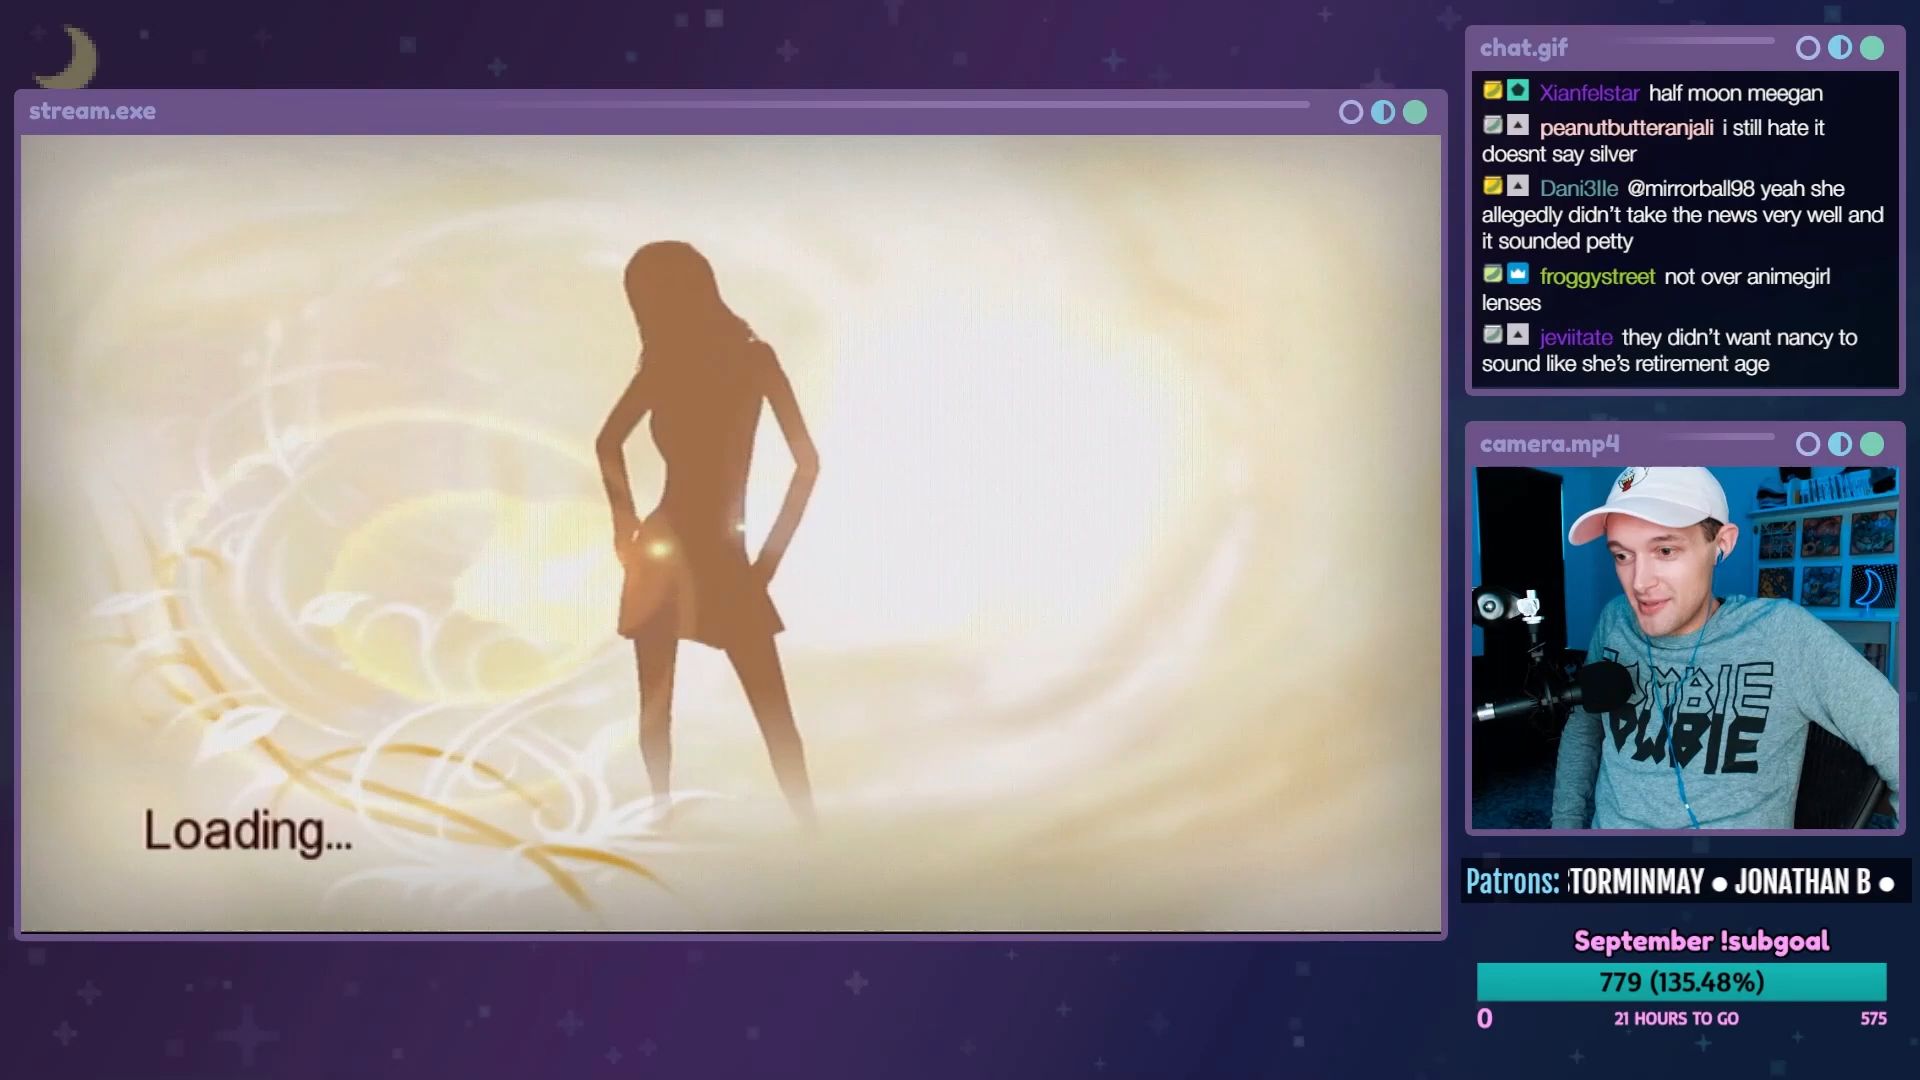 stream.exe
Loading...
chat.gif
Xianfelstar half moon meegan
peanutbutteranjali i still hate it
doesnt say silver
Dani3lle @mirrorball98 yeah she
allegedly didn't take the news very well and
it sounded petty
froggystreet not over animegirl
lenses
jeviitate they didn't want nancy to
sound like she's retirement age
camera.mp4
ZOMBIE
ZOMBIE
Patrons: STORMINMAY ● JONATHAN B ●
September !subgoal
779 (135.48%)
0 21 HOURS TO GO 575